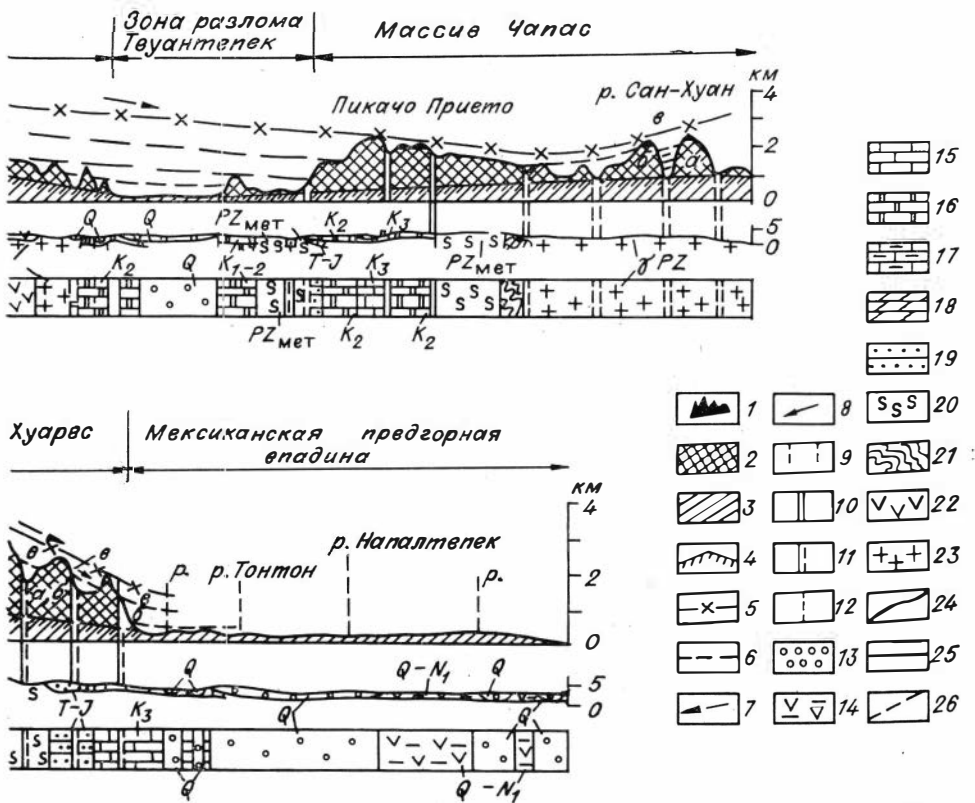 Зона разлома
Твуантепек
Массив Чапас
км
4
2
0
5
0
Пикачо Прието
р. Сан-Хуан
в
б
а
Q
Q
PZмет
K2
K3
PZмет
T-J
γPZ
K2
Q
K1-2
K3
PZмет
K2
K2
Хуарвс
Мексиканская предгорная
впадина
км
4
2
0
5
0
в
в
в
а
р.
р. Тонтон
р. Напалтепек
р.
Q
Q-N1
Q
T-J
K3
Q
Q
Q
Q-N1
1
2
3
4
5
6
7
8
9
10
11
12
13
14
15
16
17
18
19
20
21
22
23
24
25
26